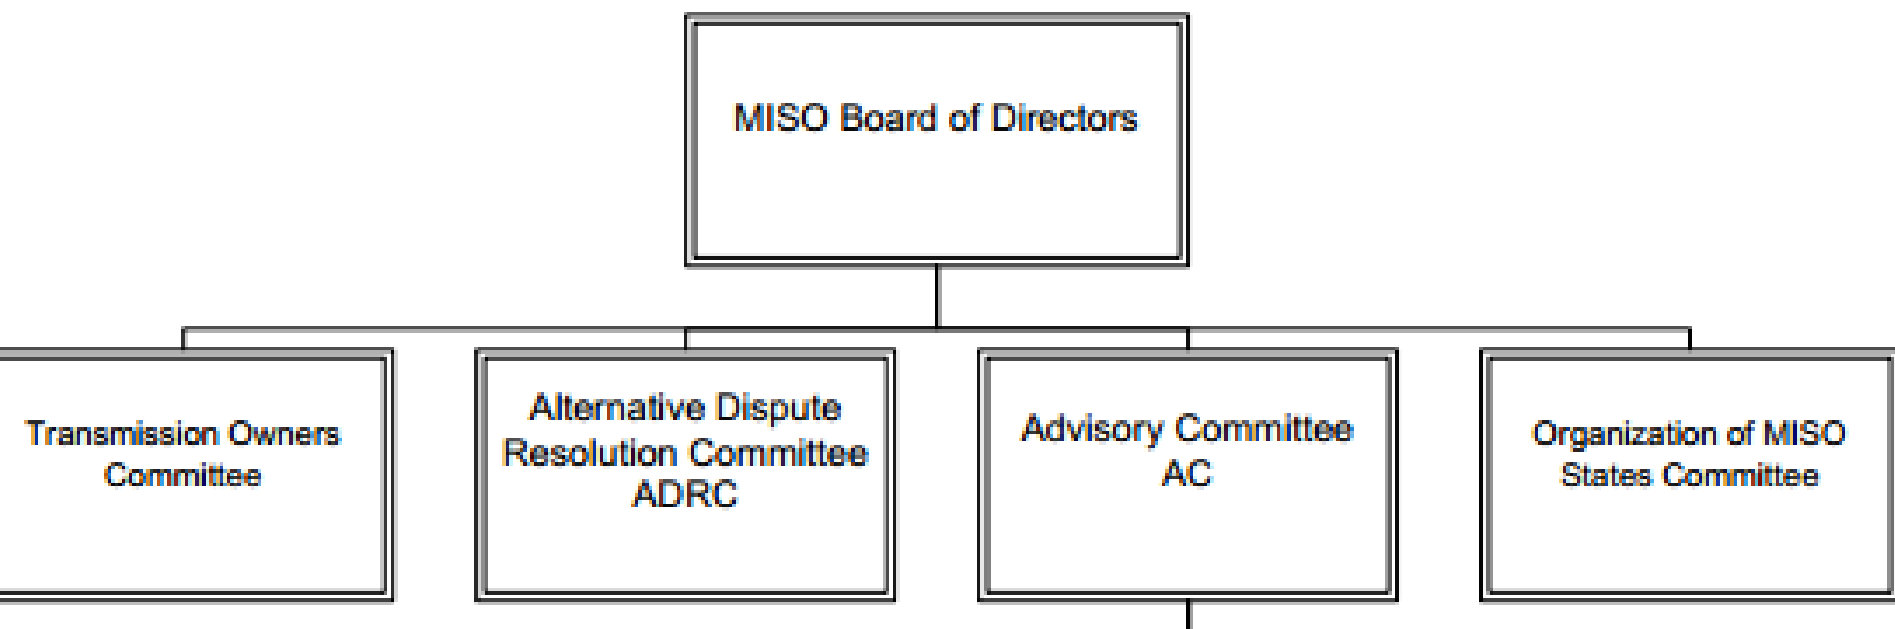 MISO Board of Directors
Transmission Owners
Committee
Alternative Dispute
Resolution Committee
ADRC
Advisory Committee
AC
Organization of MISO
States Committee